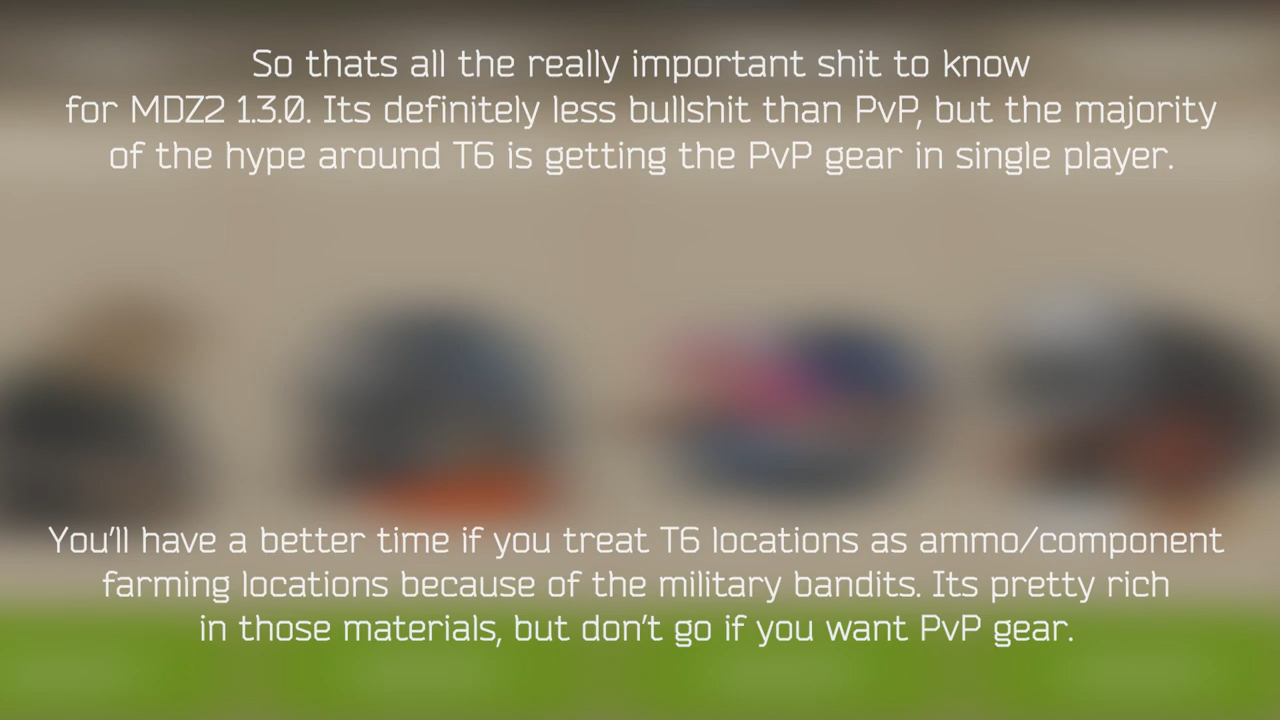 So thats all the really important shit to know
for MDZ2 1.3.0. Its definitely less bullshit than PvP, but the majority
of the hype around T6 is getting the PvP gear in single player.
You'll have a better time if you treat T6 locations as ammo/component
farming locations because of the military bandits. Its pretty rich
in those materials, but don't go if you want PvP gear.